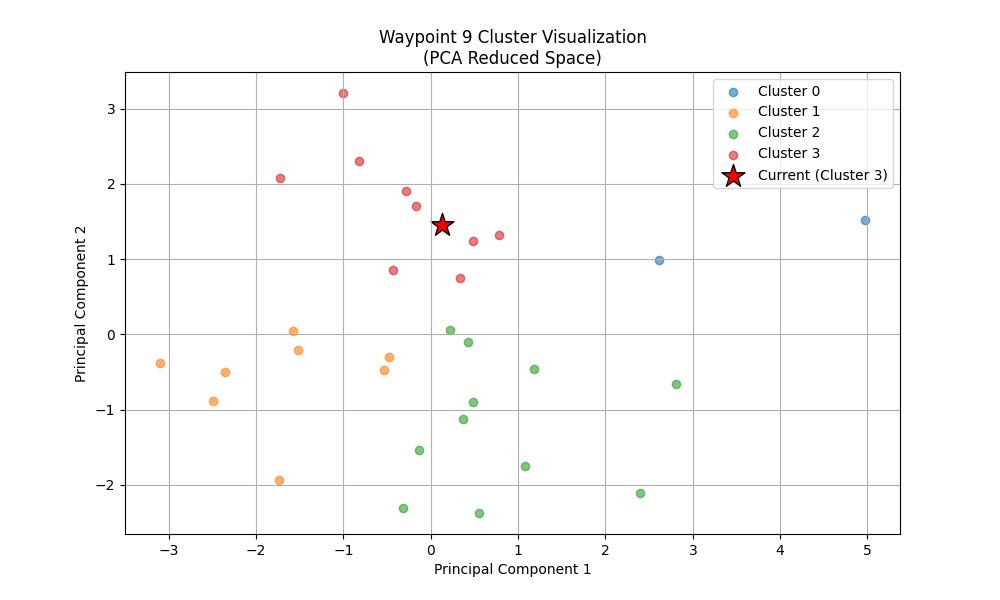 Waypoint 9 Cluster Visualization
(PCA Reduced Space)
Cluster 0
Cluster 1
Cluster 2
Cluster 3
Current (Cluster 3)
Principal Component 2
3
2
1
0
−1
−2
−3
−2
−1
0
1
2
3
4
5
Principal Component 1